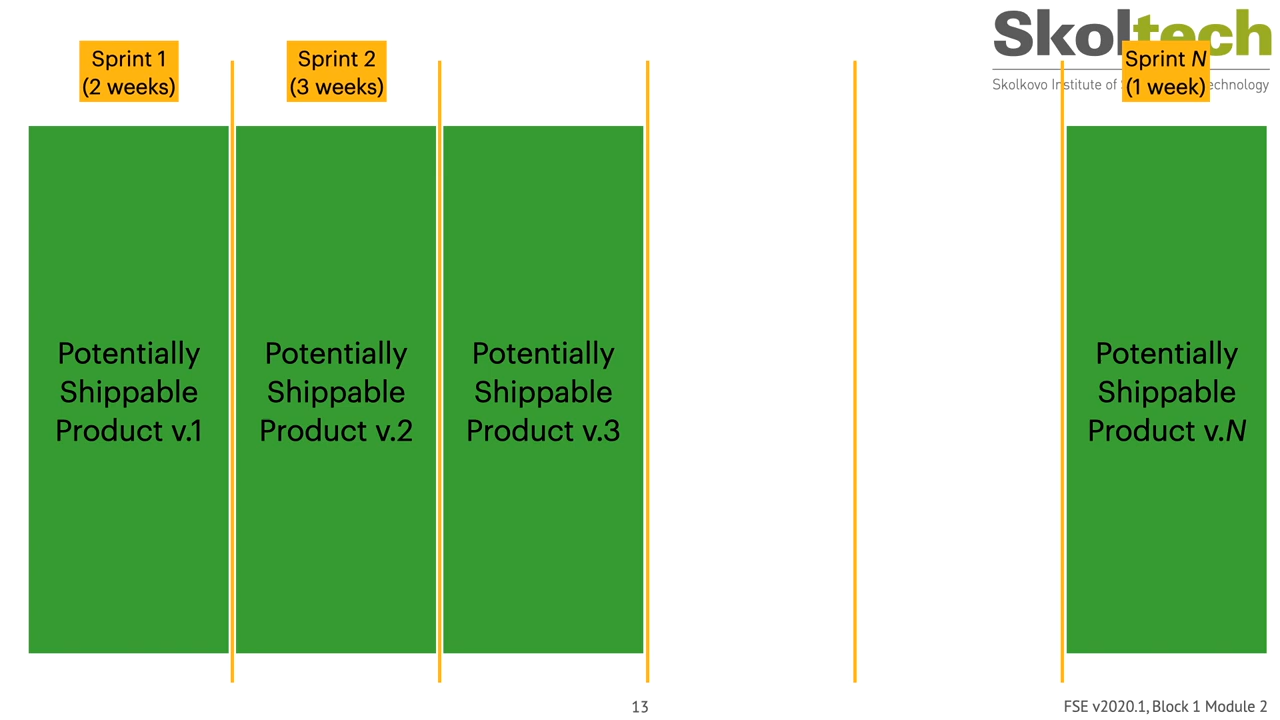 Skoltech
Skolkovo Institute of echnology
Sprint 1
(2 weeks)
Sprint 2
(3 weeks)
Sprint N
(1 week)
Potentially
Shippable
Product v.1
Potentially
Shippable
Product v.2
Potentially
Shippable
Product v.3
Potentially
Shippable
Product v.N
13
FSE v2020.1, Block 1 Module 2